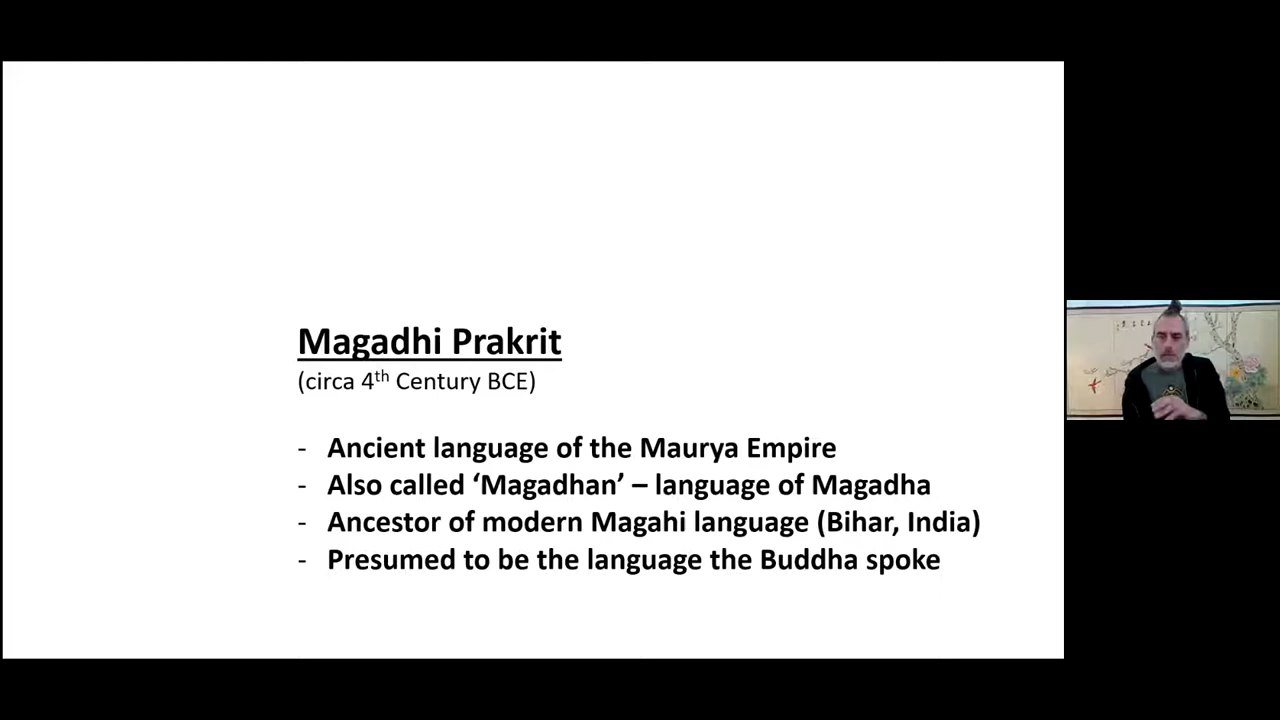 Magadhi Prakrit
(circa 4th Century BCE)
- Ancient language of the Maurya Empire
- Also called ‘Magadhan’ – language of Magadha
- Ancestor of modern Magahi language (Bihar, India)
- Presumed to be the language the Buddha spoke